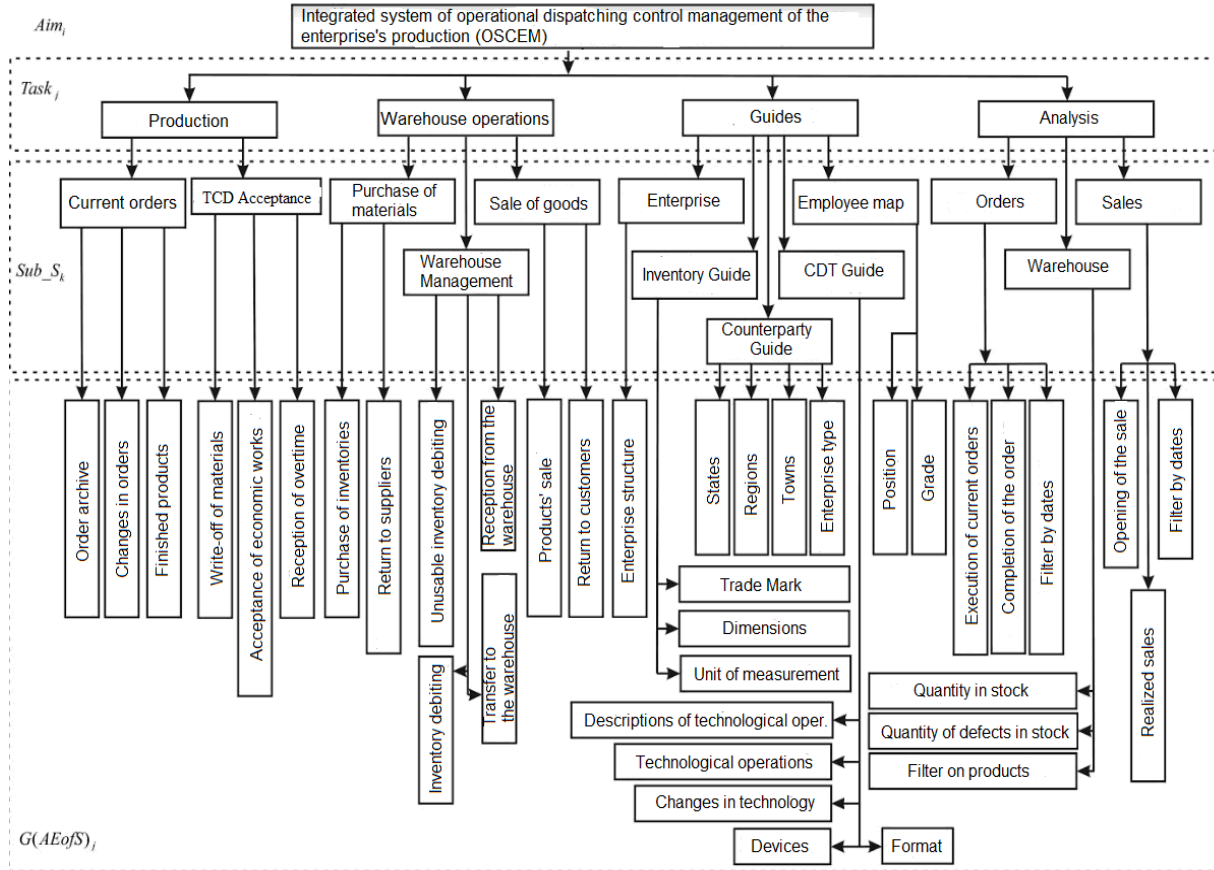 Aim_i
Integrated system of operational dispatching control management of the
enterprise's production (OSCEM)
Task_j
Production
Warehouse operations
Guides
Analysis
Sub_S_k
Current orders
TCD Acceptance
Purchase of
materials
Sale of goods
Enterprise
Employee map
Orders
Sales
Warehouse
Management
Inventory Guide
CDT Guide
Warehouse
Counterparty
Guide
Order archive
Changes in orders
Finished products
Write-off of materials
Acceptance of economic works
Reception of overtime
Purchase of inventories
Return to suppliers
Unusable inventory debiting
Reception from the
warehouse
Products' sale
Return to customers
Enterprise structure
States
Regions
Towns
Enterprise type
Position
Grade
Execution of current orders
Completion of the order
Filter by dates
Opening of the sale
Filter by dates
Inventory debiting
Transfer to
the warehouse
Trade Mark
Dimensions
Unit of measurement
Descriptions of technological oper.
Technological operations
Changes in technology
Devices
Format
Quantity in stock
Quantity of defects in stock
Filter on products
Realized sales
G(AEofS)_j